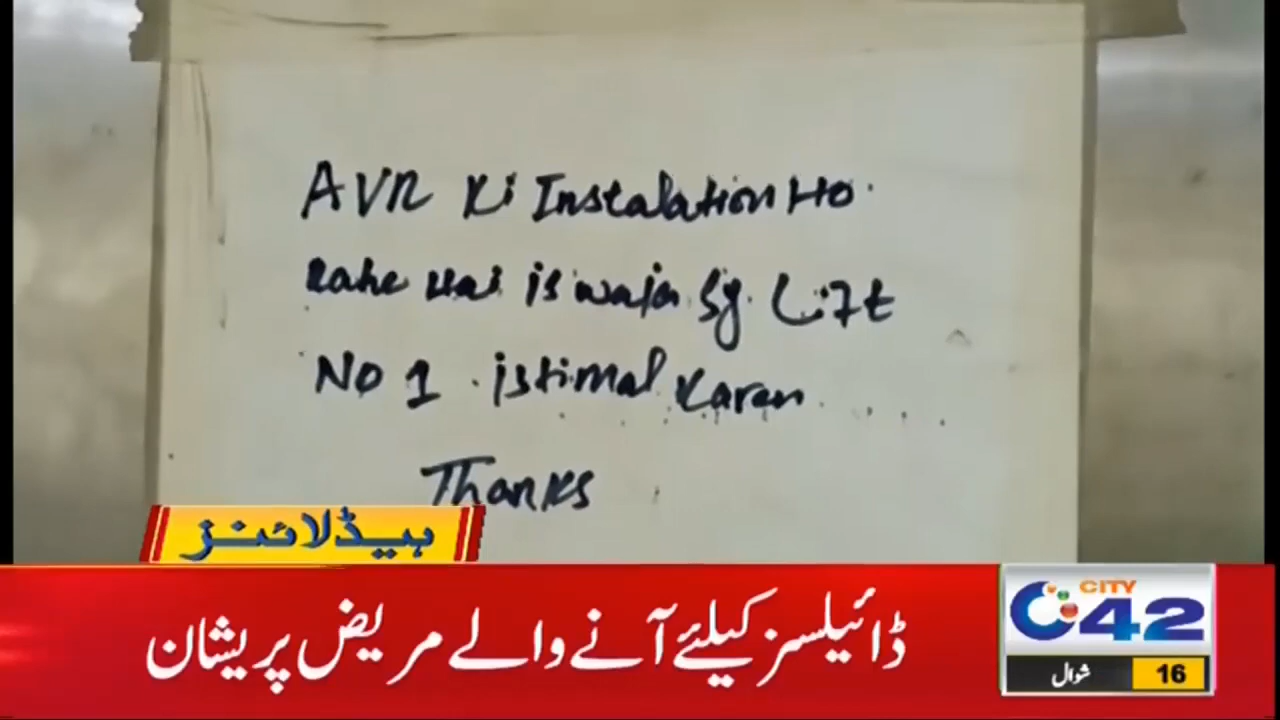 AVR Ki Instalation Ho
Rahe Hai is waja sy Lift
No 1 istimal Karen
Thanks
ہیڈلائنز
ڈائیلسز کیلئے آنے والے مریض پریشان
CITY
42
شوال 16